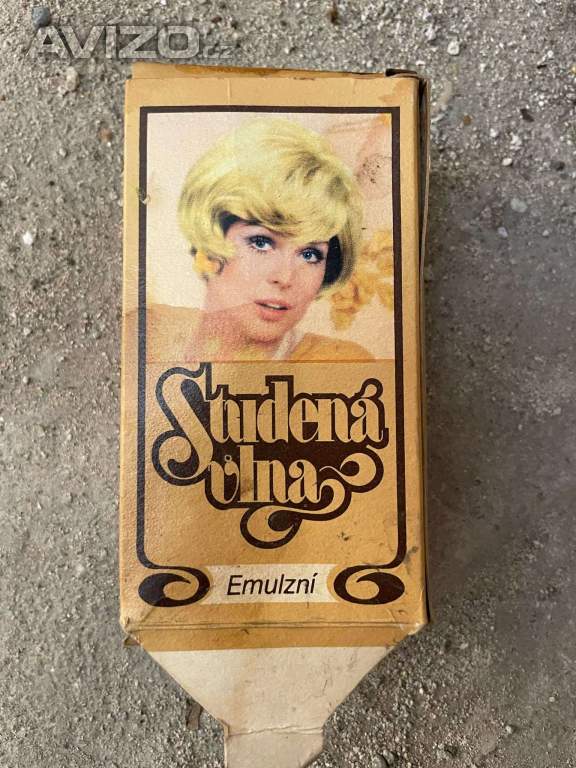 AVIZO
Studená
vlna
Emulzní